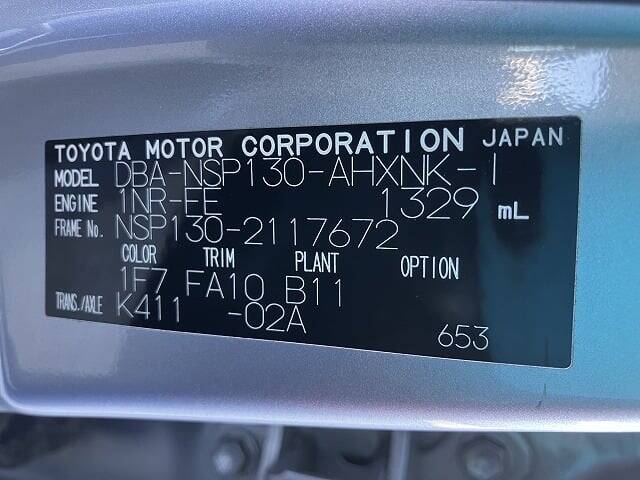 TOYOTA MOTOR CORPORATION JAPAN
MODEL DBA-NSP130-AHXNK-I
ENGINE 1NR-EE 1329 mL
FRAME No. NSP130-2117672
COLOR TRIM PLANT OPTION
1F7 FA10 B11
TRANS./AXLE K411 -02A
653